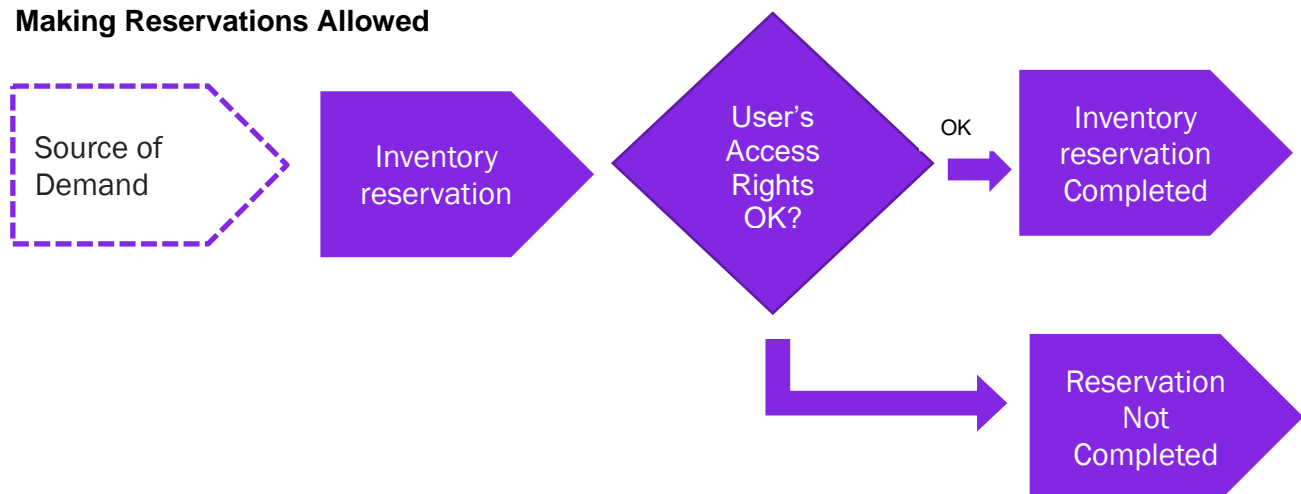 Making Reservations Allowed
Source of
Demand
Inventory
reservation
User's
Access
Rights
OK?
OK
Inventory
reservation
Completed
Reservation
Not
Completed